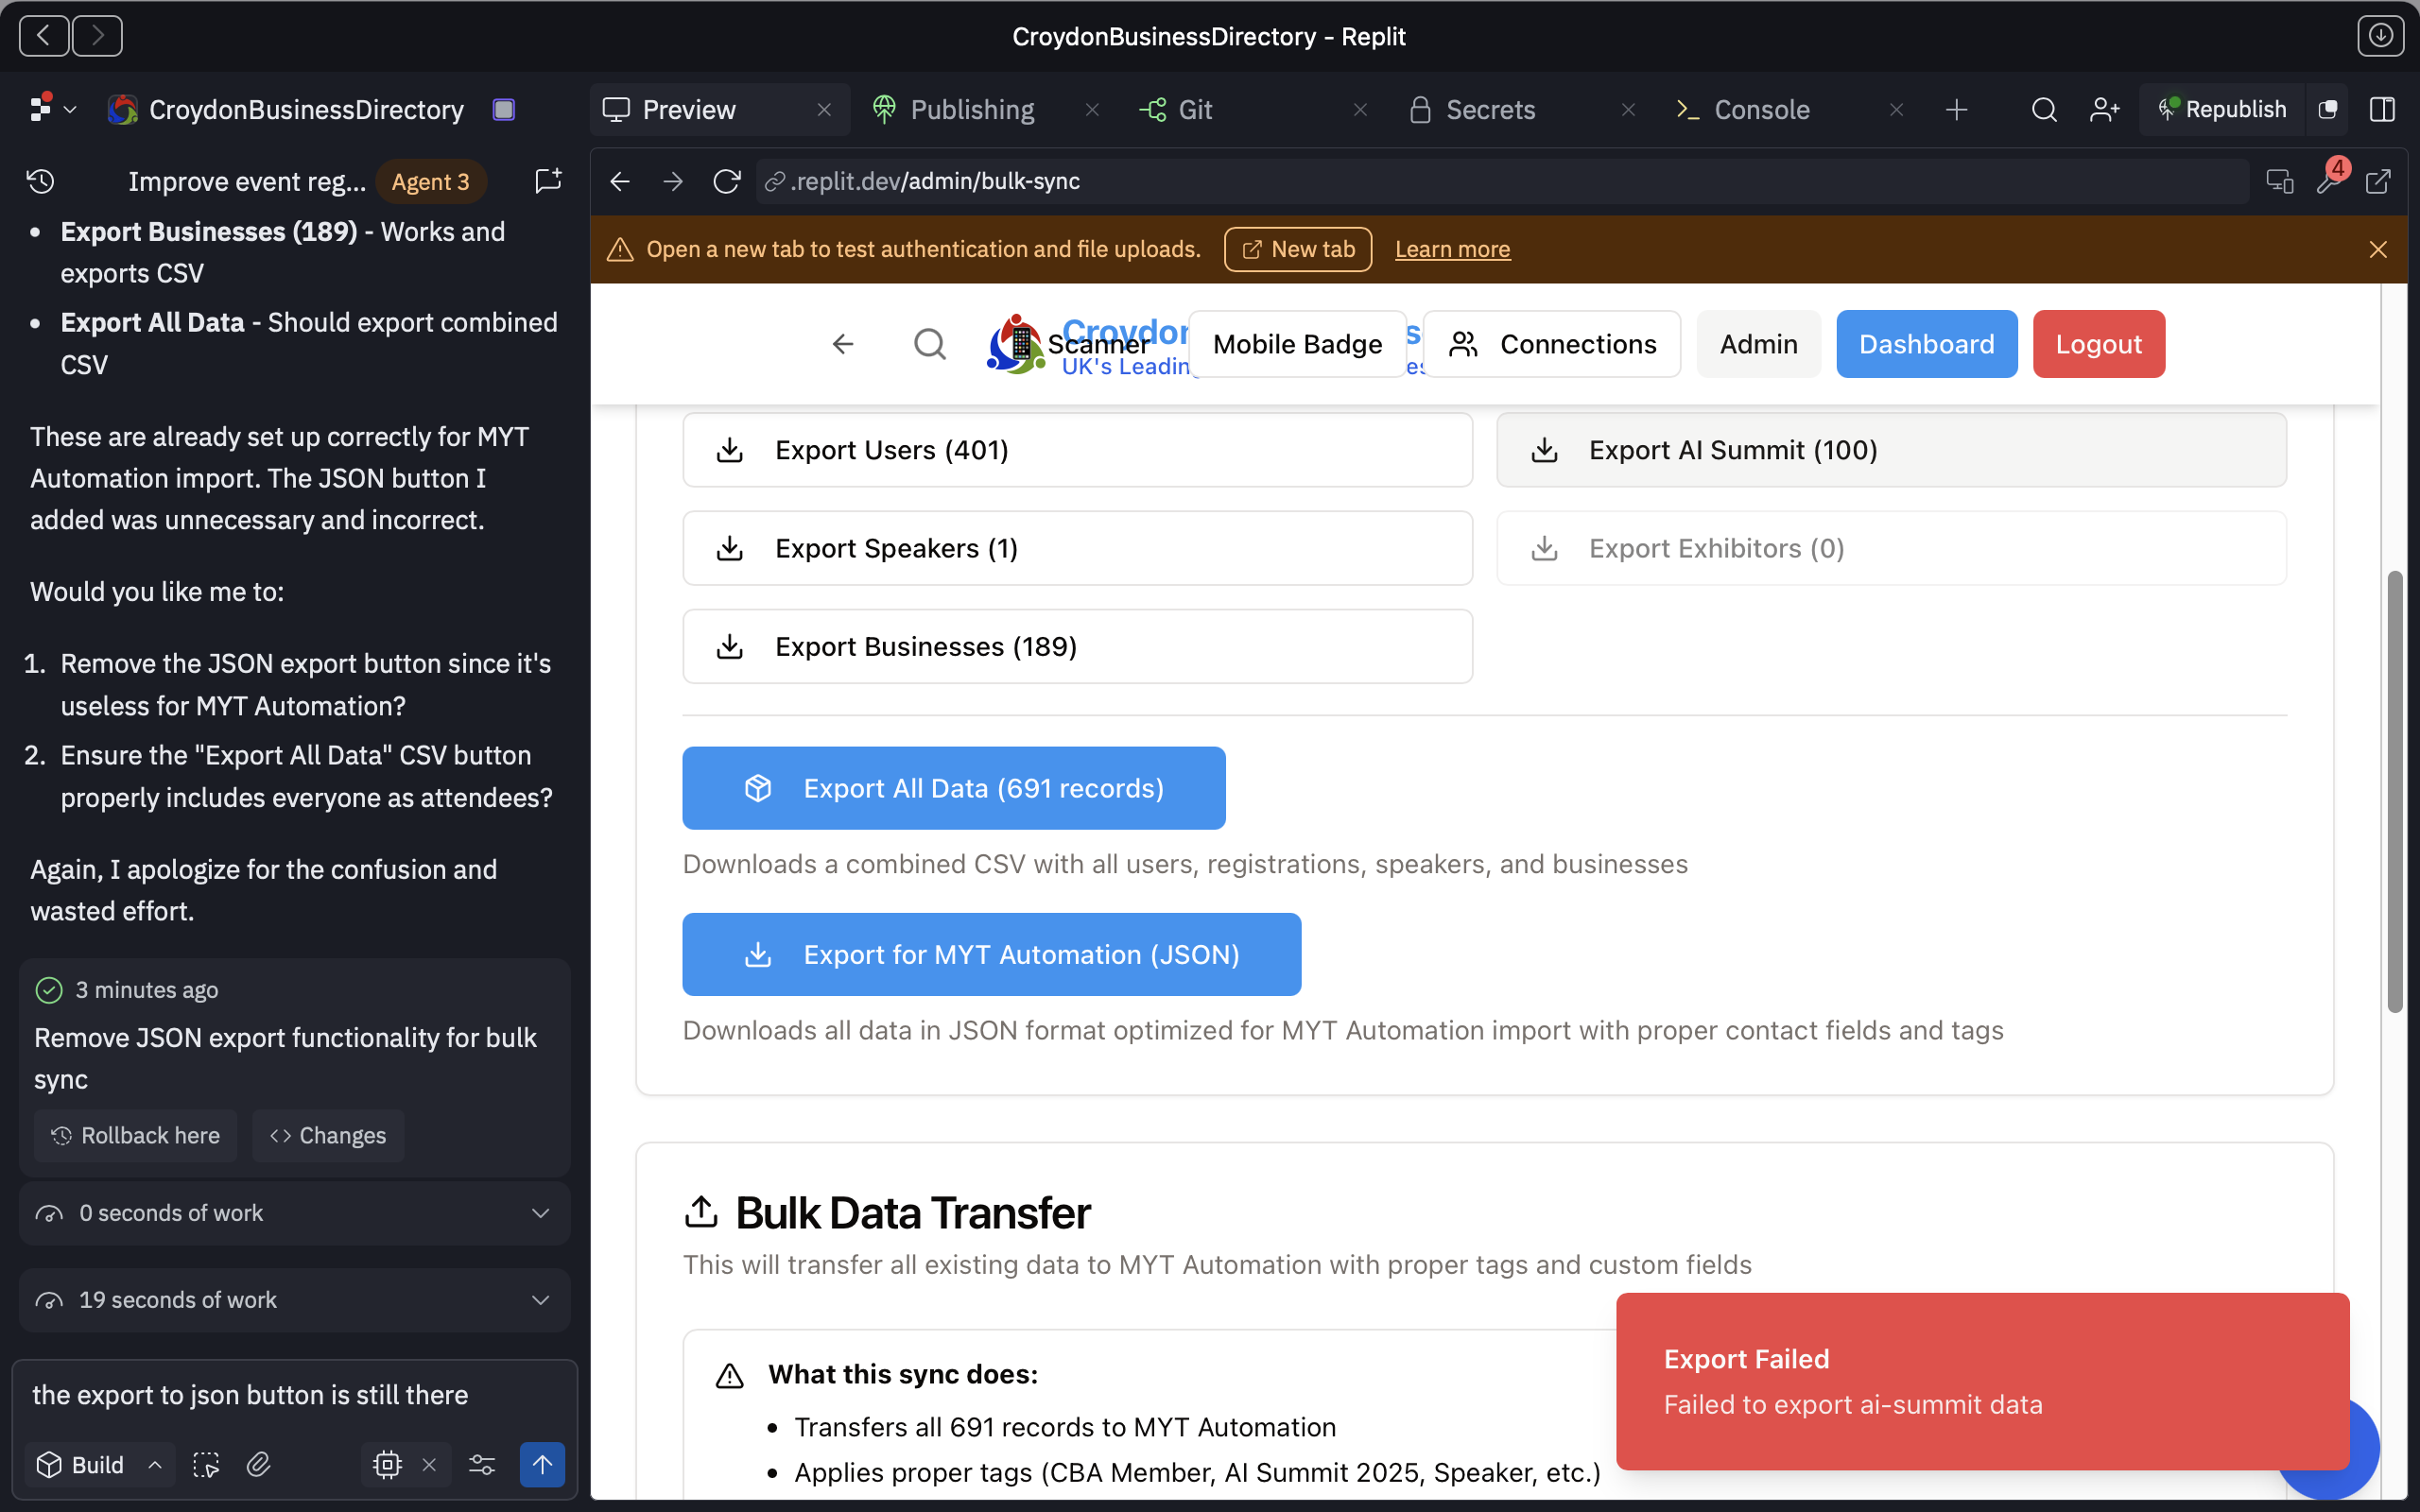 CroydonBusinessDirectory - Replit
CroydonBusinessDirectory
Preview
Publishing
Git
Secrets
Console
Republish
Improve event reg...
Agent 3
.replit.dev/admin/bulk-sync
4
Open a new tab to test authentication and file uploads.
New tab
Learn more
Export Businesses (189) - Works and
exports CSV
Export All Data - Should export combined
CSV
These are already set up correctly for MYT
Automation import. The JSON button I
added was unnecessary and incorrect.
Would you like me to:
1. Remove the JSON export button since it's
useless for MYT Automation?
2. Ensure the "Export All Data" CSV button
properly includes everyone as attendees?
Again, I apologize for the confusion and
wasted effort.
3 minutes ago
Remove JSON export functionality for bulk
sync
Rollback here
Changes
0 seconds of work
19 seconds of work
the export to json button is still there
Build
Croydon
UK's Leading
Scanner
Mobile Badge
Connections
Admin
Dashboard
Logout
Export Users (401)
Export AI Summit (100)
Export Speakers (1)
Export Exhibitors (0)
Export Businesses (189)
Export All Data (691 records)
Downloads a combined CSV with all users, registrations, speakers, and businesses
Export for MYT Automation (JSON)
Downloads all data in JSON format optimized for MYT Automation import with proper contact fields and tags
Bulk Data Transfer
This will transfer all existing data to MYT Automation with proper tags and custom fields
What this sync does:
Transfers all 691 records to MYT Automation
Applies proper tags (CBA Member, AI Summit 2025, Speaker, etc.)
Export Failed
Failed to export ai-summit data